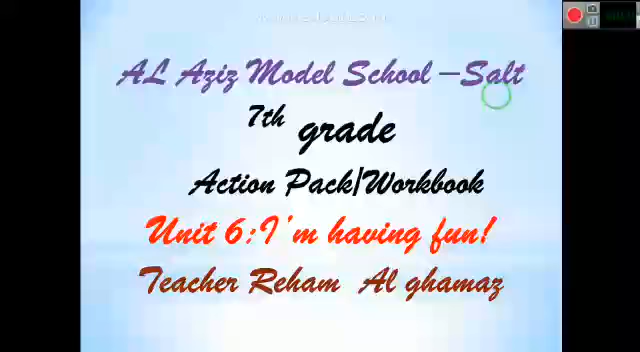 AL Aziz Model School –Salt
7th grade
Action Pack/Workbook
Unit 6:I'm having fun!
Teacher Reham Al ghamaz